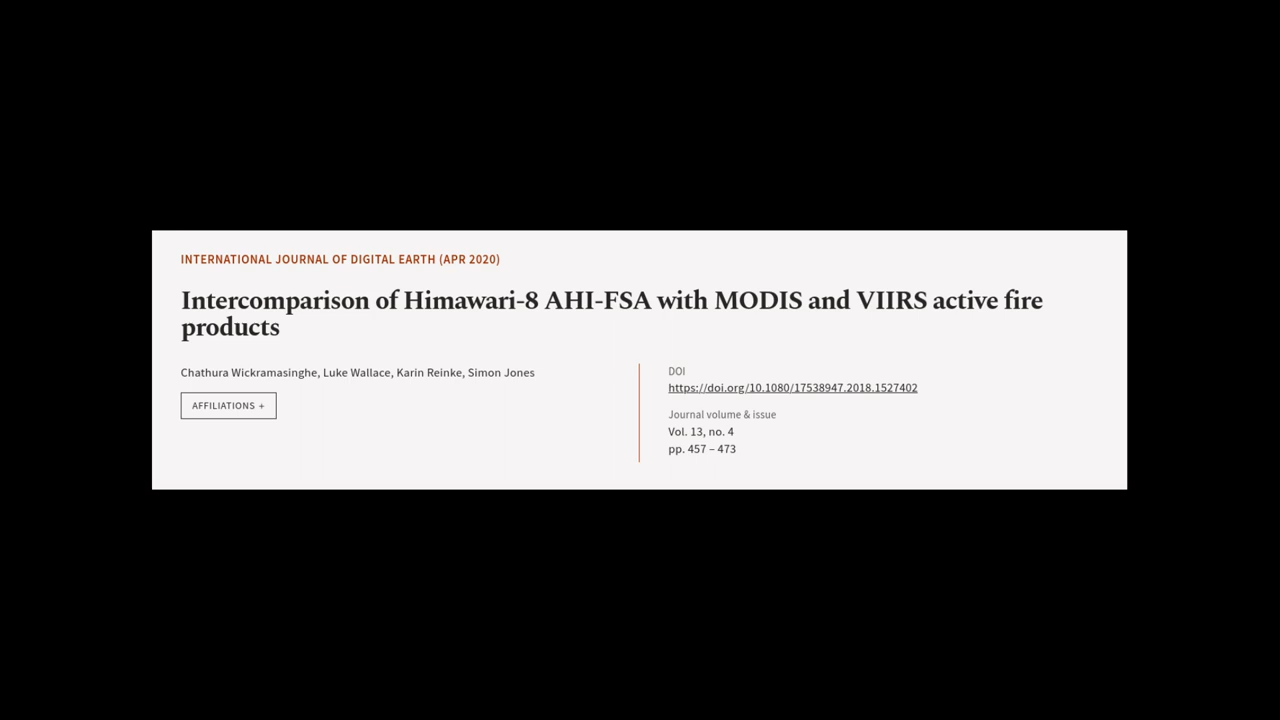 INTERNATIONAL JOURNAL OF DIGITAL EARTH (APR 2020)
Intercomparison of Himawari-8 AHI-FSA with MODIS and VIIRS active fire
products
Chathura Wickramasinghe, Luke Wallace, Karin Reinke, Simon Jones
AFFILIATIONS +
DOI
https://doi.org/10.1080/17538947.2018.1527402
Journal volume & issue
Vol. 13, no. 4
pp. 457 – 473